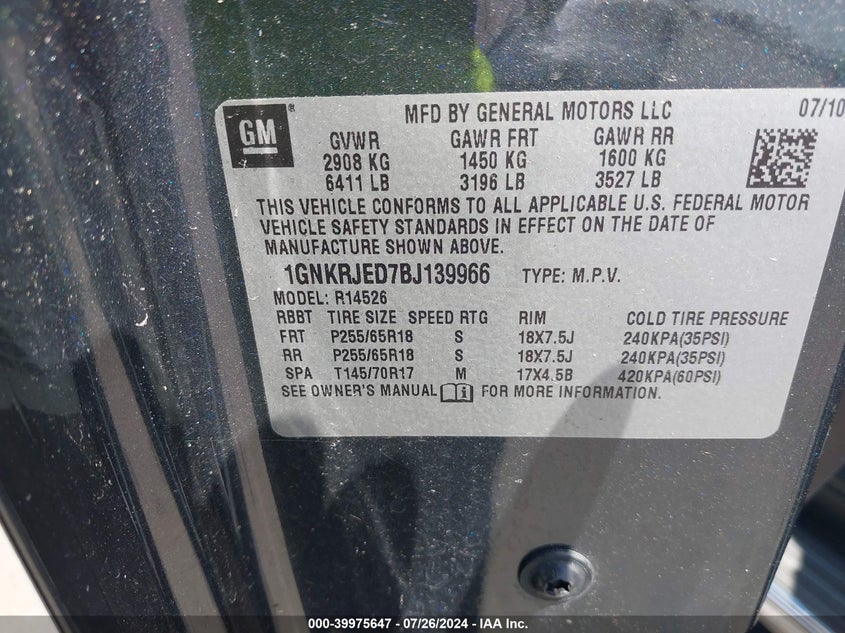 GM ® MFD BY GENERAL MOTORS LLC 07/10
GVWR GAWR FRT GAWR RR
2908 KG 1450 KG 1600 KG
6411 LB 3196 LB 3527 LB
THIS VEHICLE CONFORMS TO ALL APPLICABLE U.S. FEDERAL MOTOR
VEHICLE SAFETY STANDARDS IN EFFECT ON THE DATE OF
MANUFACTURE SHOWN ABOVE.
1GNKRJED7BJ139966 TYPE: M.P.V.
MODEL: R14526
RBBT TIRE SIZE SPEED RTG RIM COLD TIRE PRESSURE
FRT P255/65R18 S 18X7.5J 240KPA(35PSI)
RR P255/65R18 S 18X7.5J 240KPA(35PSI)
SPA T145/70R17 M 17X4.5B 420KPA(60PSI)
SEE OWNER'S MANUAL FOR MORE INFORMATION.
000-39975647 - 07/26/2024 - IAA Inc.